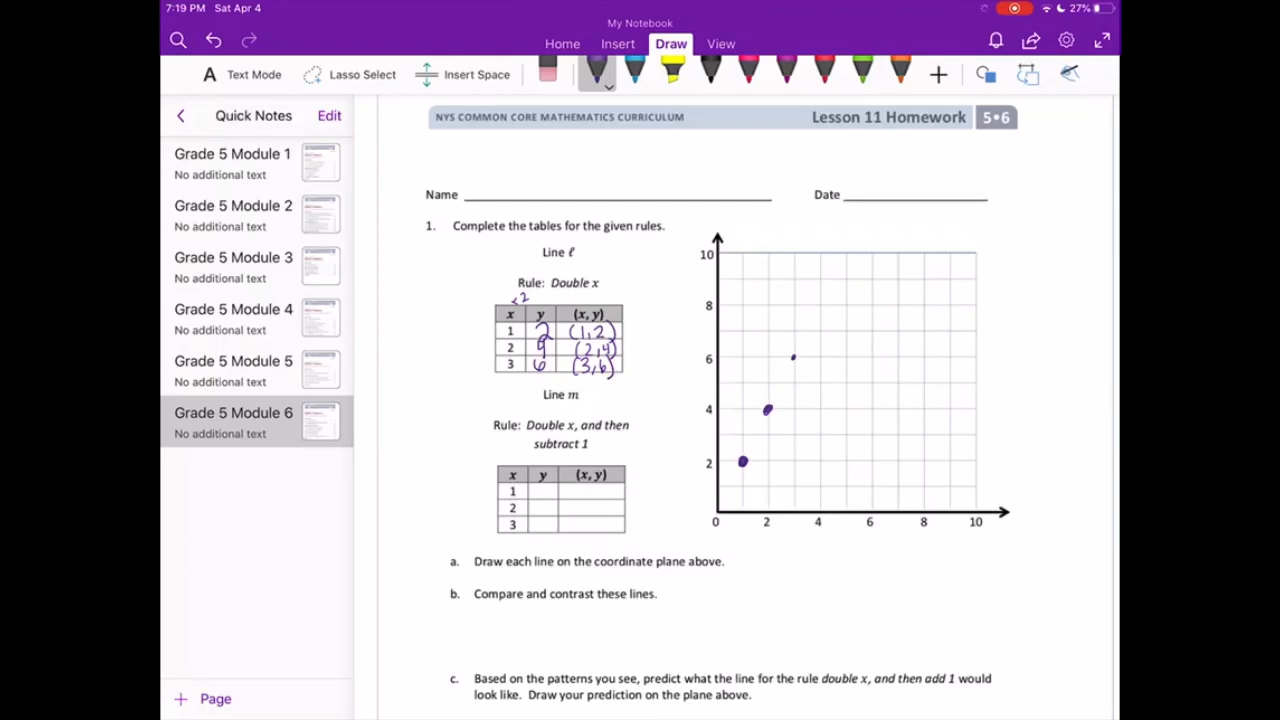 7:19 PM Sat Apr 4
27%
My Notebook
Home Insert Draw View
Text Mode Lasso Select Insert Space
Quick Notes Edit
Grade 5 Module 1
No additional text
Grade 5 Module 2
No additional text
Grade 5 Module 3
No additional text
Grade 5 Module 4
No additional text
Grade 5 Module 5
No additional text
Grade 5 Module 6
No additional text
+ Page
NYS COMMON CORE MATHEMATICS CURRICULUM Lesson 11 Homework 5•6
Name Date
1. Complete the tables for the given rules.
Line ℓ
Rule: Double x
×2
x y (x, y)
1 2 (1,2)
2 4 (2,4)
3 6 (3,6)
Line m
Rule: Double x, and then
subtract 1
x y (x, y)
1
2
3
10
8
6
4
2
0 2 4 6 8 10
a. Draw each line on the coordinate plane above.
b. Compare and contrast these lines.
c. Based on the patterns you see, predict what the line for the rule double x, and then add 1 would
look like. Draw your prediction on the plane above.